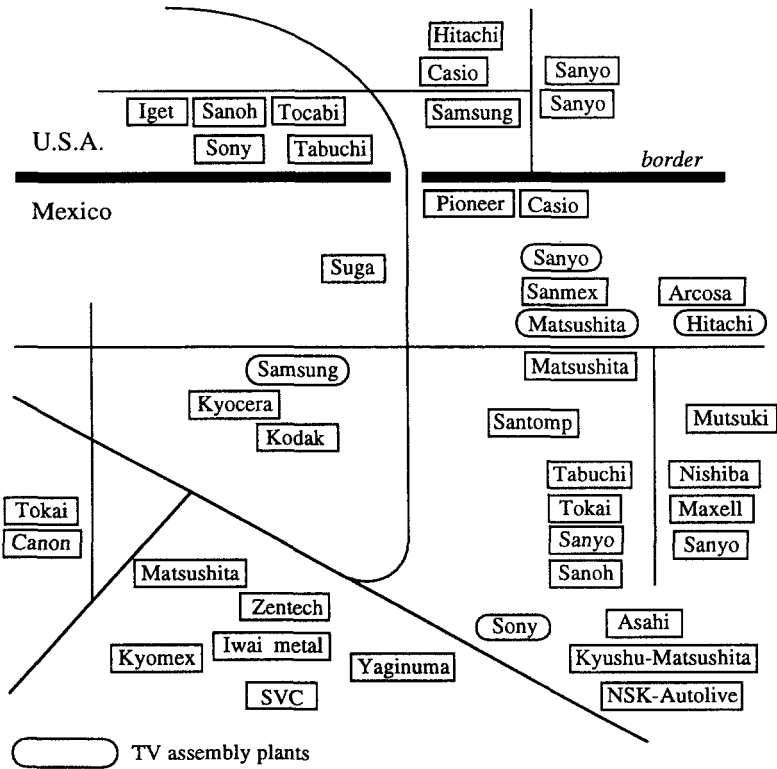 Hitachi
Casio
Sanyo
Sanyo
Iget
Sanoh
Tocabi
Samsung
U.S.A.
Sony
Tabuchi
border
Mexico
Pioneer
Casio
Sanyo
Suga
Sanmex
Arcosa
Matsushita
Hitachi
Samsung
Matsushita
Kyocera
Kodak
Santomp
Mutsuki
Tabuchi
Nishiba
Tokai
Tokai
Maxell
Canon
Sanyo
Sanyo
Matsushita
Sanoh
Zentech
Sony
Asahi
Iwai metal
Kyomex
Yaginuma
Kyushu-Matsushita
SVC
NSK-Autolive
TV assembly plants